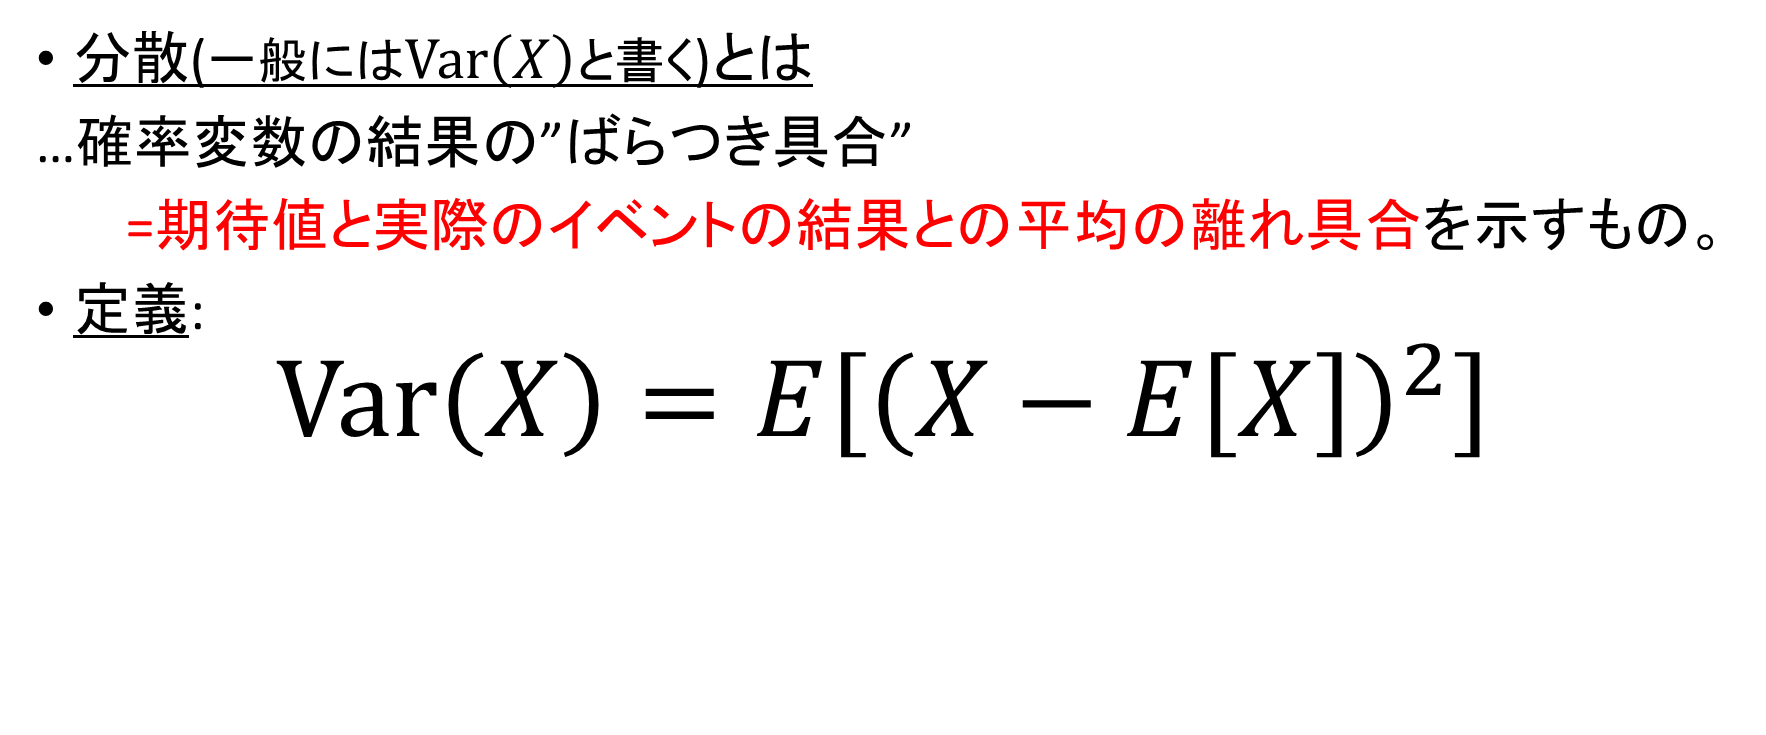 • 分散(一般にはVar(X)と書く)とは
…確率変数の結果の”ばらつき具合”
=期待値と実際のイベントの結果との平均の離れ具合を示すもの。
• 定義:
Var(X) = E[(X − E[X])²]